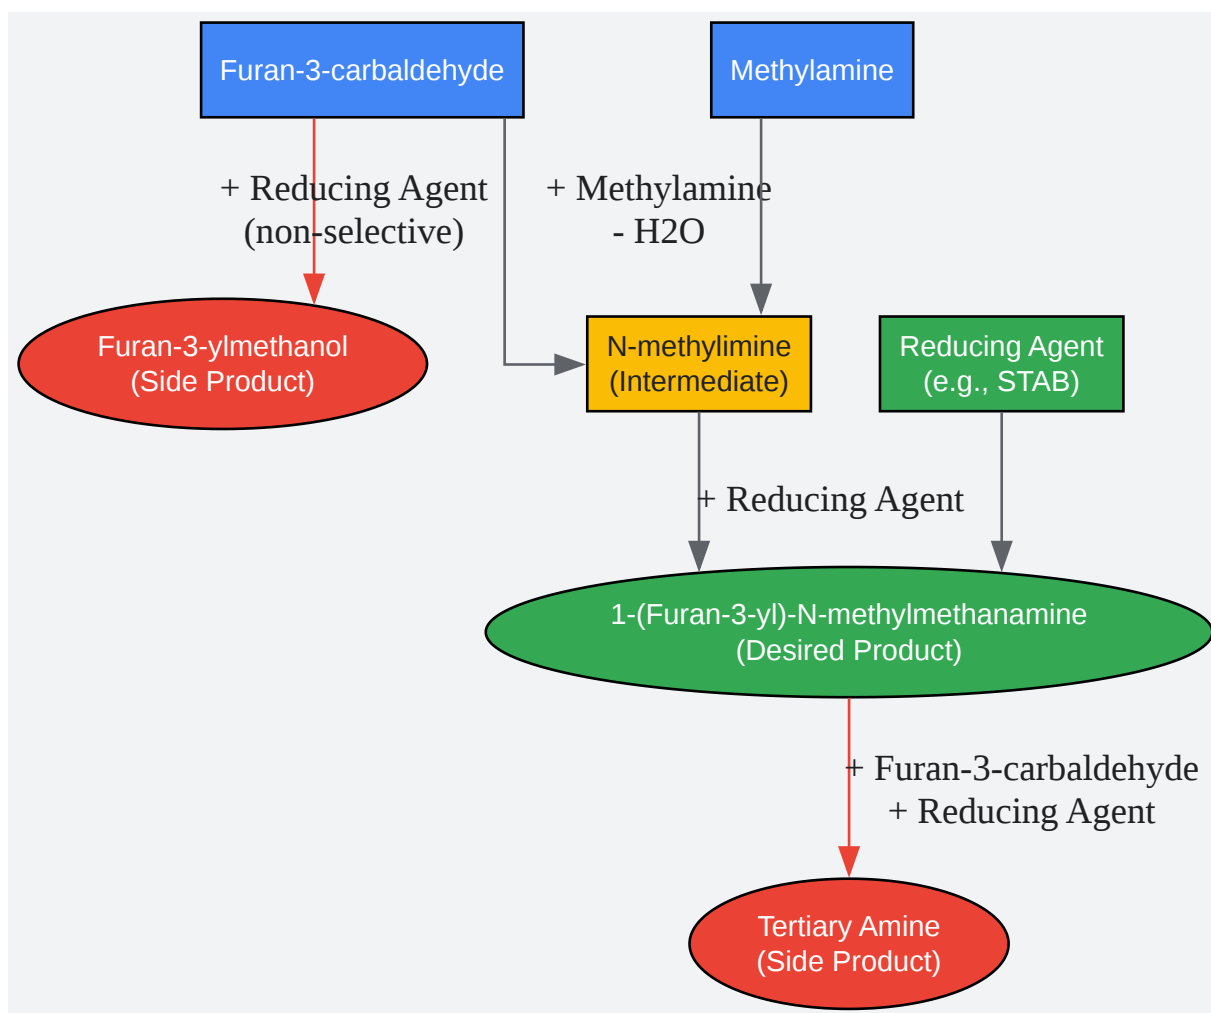 Furan-3-carbaldehyde
Methylamine
+ Reducing Agent
(non-selective)
+ Methylamine
- H2O
Furan-3-ylmethanol
(Side Product)
N-methylimine
(Intermediate)
Reducing Agent
(e.g., STAB)
+ Reducing Agent
1-(Furan-3-yl)-N-methylmethanamine
(Desired Product)
+ Furan-3-carbaldehyde
+ Reducing Agent
Tertiary Amine
(Side Product)